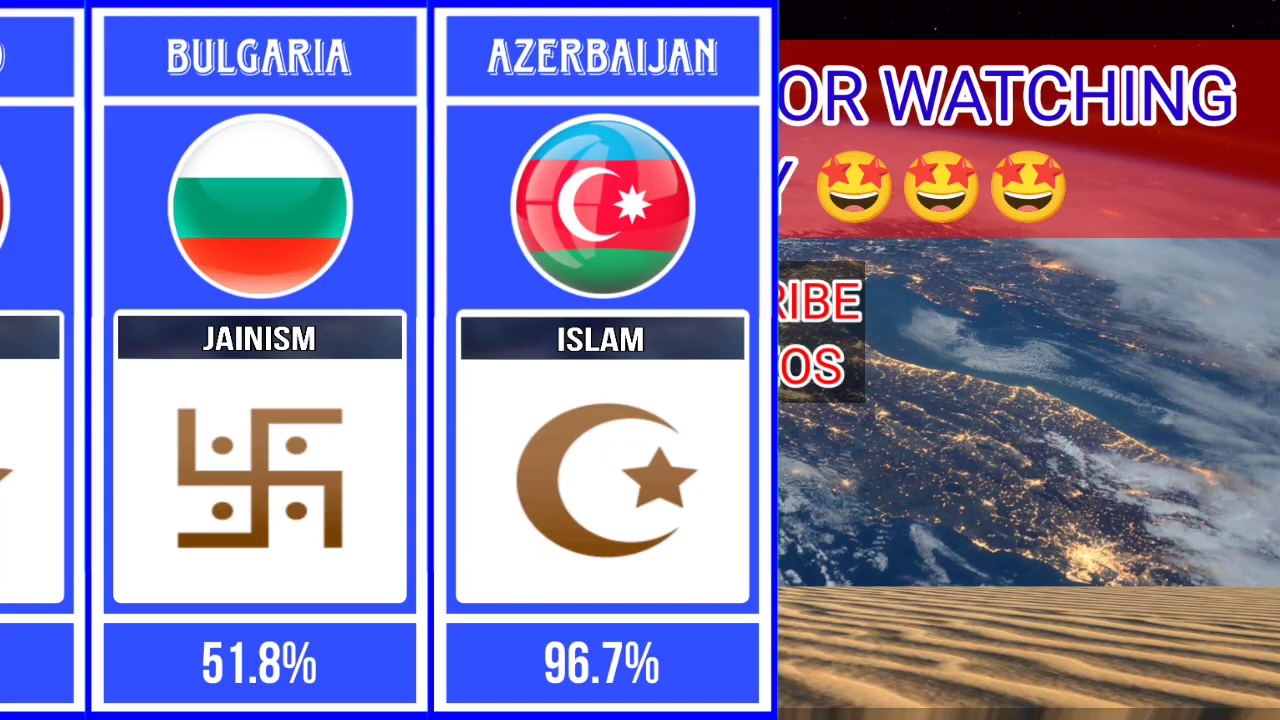 BULGARIA
JAINISM
51.8%
AZERBAIJAN
ISLAM
96.7%
OR WATCHING
Y 🤩🤩🤩
RIBE
OS